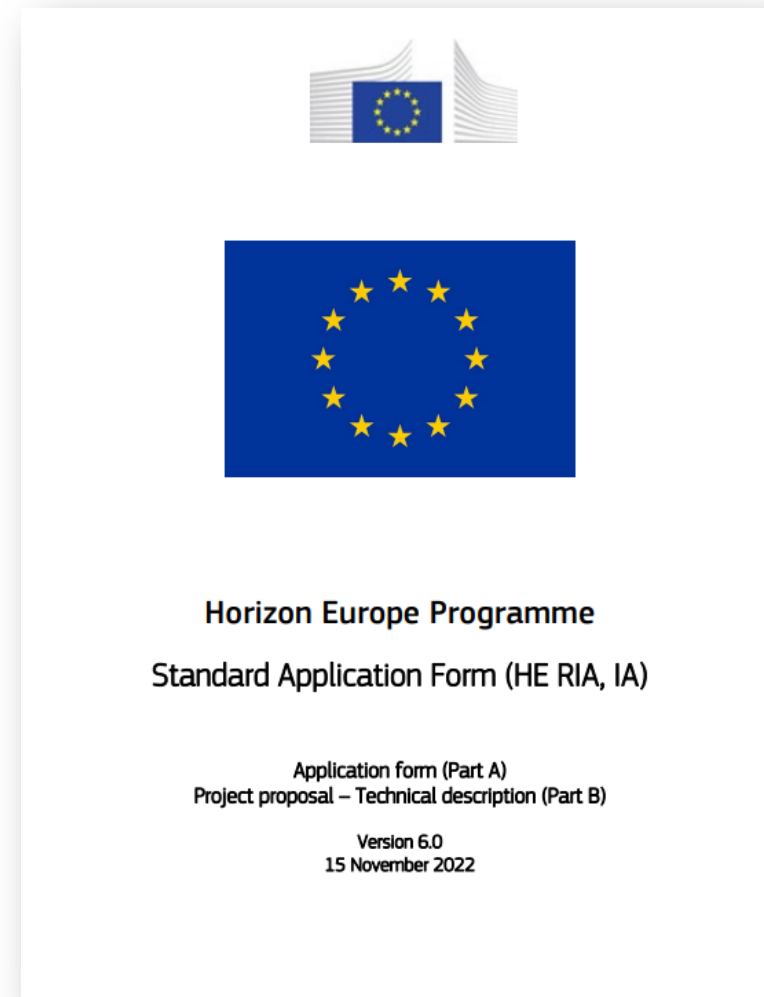 Horizon Europe Programme
Standard Application Form (HE RIA, IA)
Application form (Part A)
Project proposal – Technical description (Part B)
Version 6.0
15 November 2022